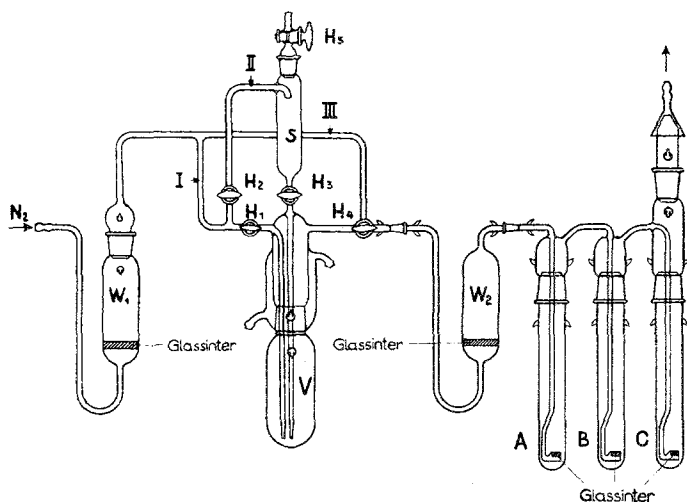 H₅
II
III
S
I
H₂
H₃
N₂
H₁
H₄
W₁
W₂
Glassinter
Glassinter
V
A
B
C
Glassinter